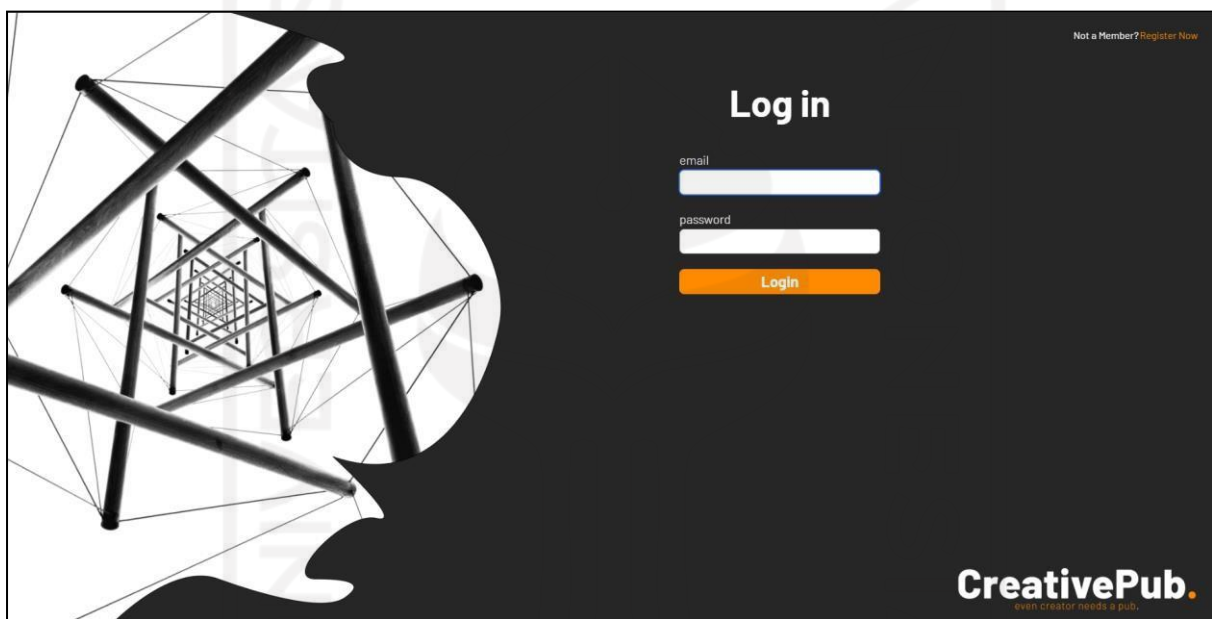 Not a Member? Register Now
Log in
email
password
Login
CreativePub.
even creator needs a pub.